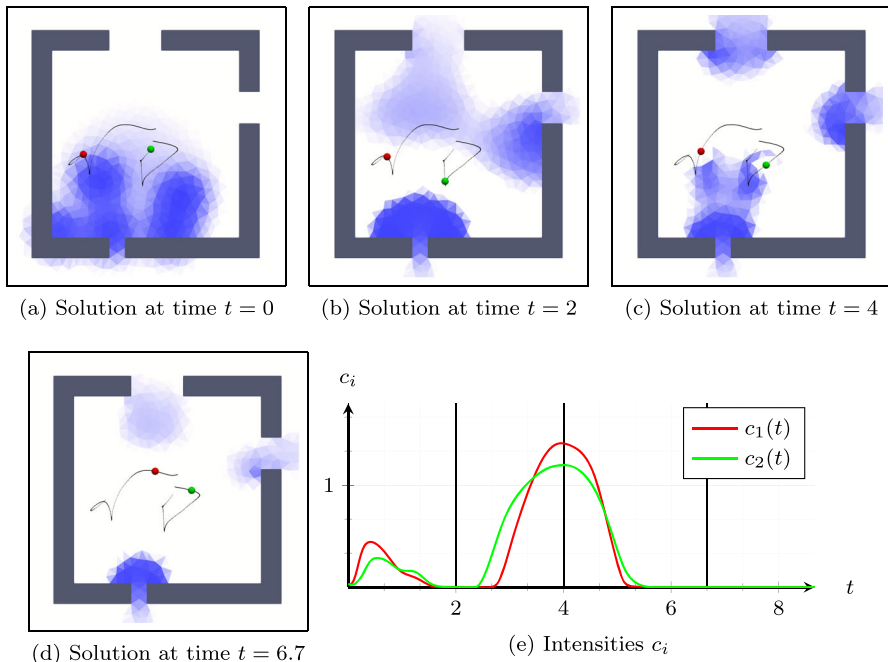 (a) Solution at time t = 0
(b) Solution at time t = 2
(c) Solution at time t = 4
(d) Solution at time t = 6.7
c_i
1
2
4
6
8
t
c_1(t)
c_2(t)
(e) Intensities c_i